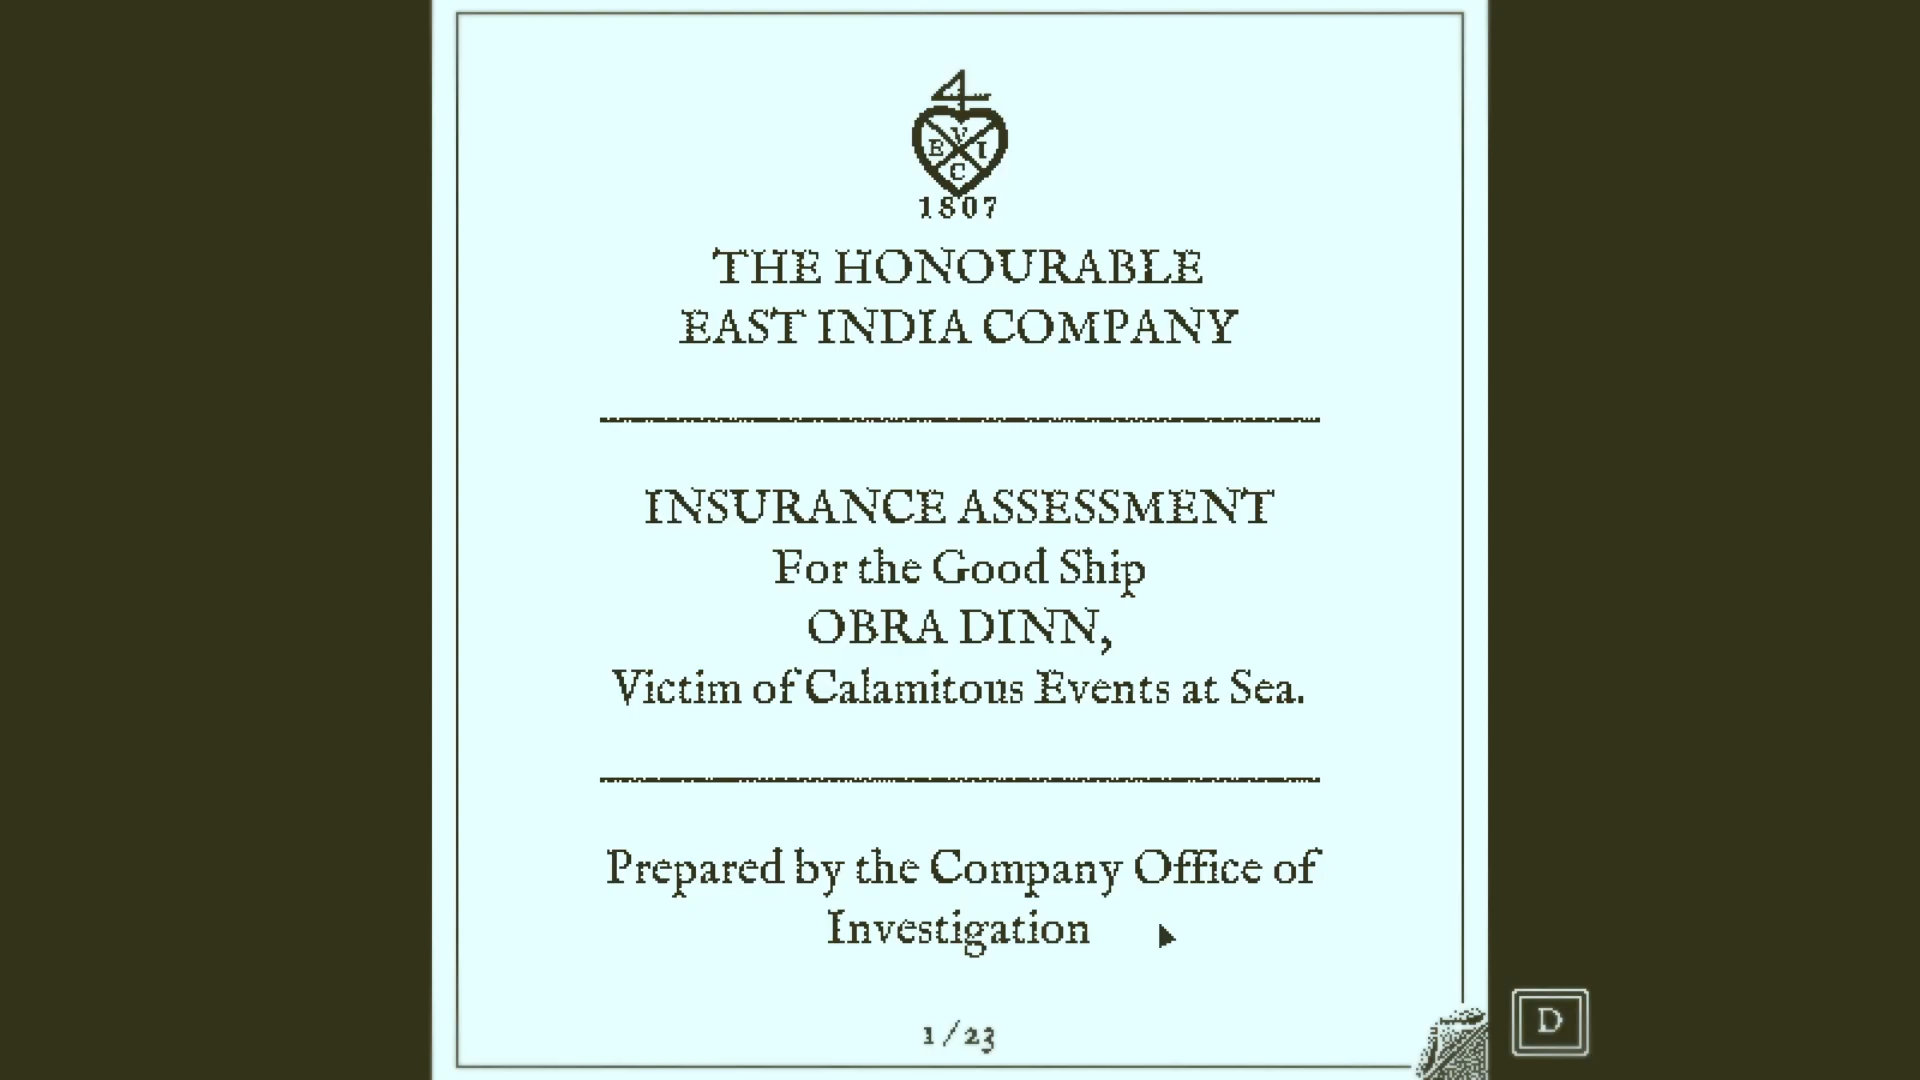 4
V
E I
C
1807
THE HONOURABLE
EAST INDIA COMPANY
INSURANCE ASSESSMENT
For the Good Ship
OBRA DINN,
Victim of Calamitous Events at Sea.
Prepared by the Company Office of
Investigation
1/23
D